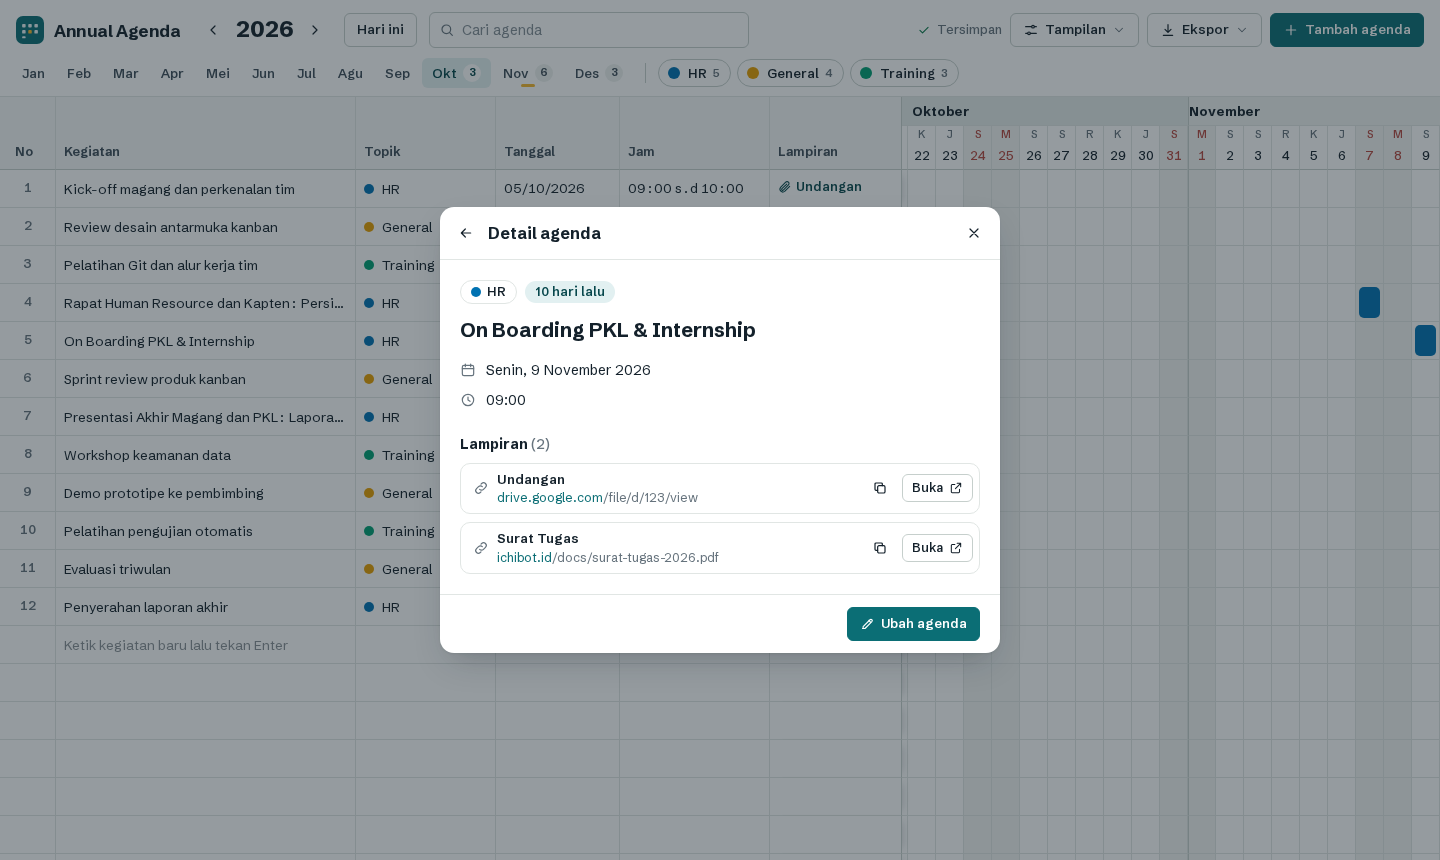 Annual Agenda
2026
Hari ini
Cari agenda
Tersimpan
Tampilan
Ekspor
Tambah agenda
Jan Feb Mar Apr Mei Jun Jul Agu Sep Okt 3 Nov 6 Des 3
HR 5
General 4
Training 3
Oktober November
K J S M S S R K J S M S S R K J S M S
No Kegiatan Topik Tanggal Jam Lampiran 22 23 24 25 26 27 28 29 30 31 1 2 3 4 5 6 7 8 9
1 Kick-off magang dan perkenalan tim HR 05/10/2026 09:00 s.d 10:00 Undangan
2 Review desain antarmuka kanban General
3 Pelatihan Git dan alur kerja tim Training
4 Rapat Human Resource dan Kapten: Persi... HR
5 On Boarding PKL & Internship HR
6 Sprint review produk kanban General
7 Presentasi Akhir Magang dan PKL: Lapora... HR
8 Workshop keamanan data Training
9 Demo prototipe ke pembimbing General
10 Pelatihan pengujian otomatis Training
11 Evaluasi triwulan General
12 Penyerahan laporan akhir HR
Ketik kegiatan baru lalu tekan Enter
Detail agenda
HR 10 hari lalu
On Boarding PKL & Internship
Senin, 9 November 2026
09:00
Lampiran (2)
Undangan
drive.google.com/file/d/123/view
Buka
Surat Tugas
ichibot.id/docs/surat-tugas-2026.pdf
Buka
Ubah agenda